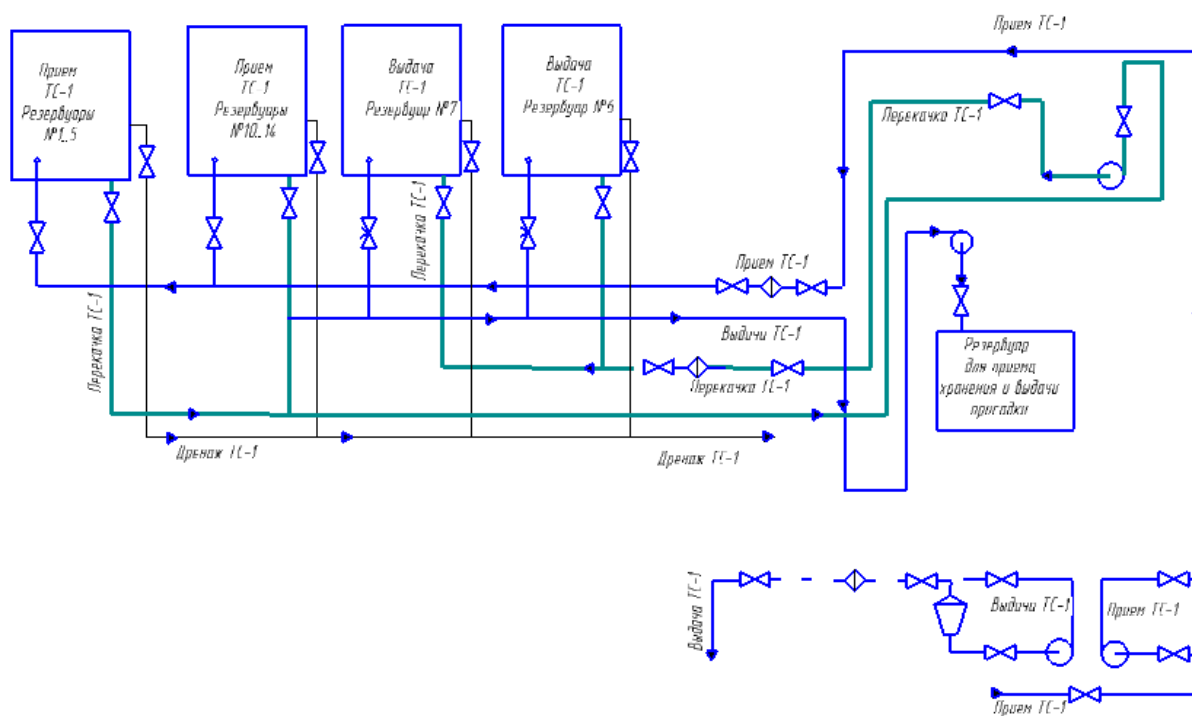 Прием
ТС-1
Резервуары
№1...5
Прием
ТС-1
Резервуары
№10...14
Выдача
ТС-1
Резервуар №7
Выдача
ТС-1
Резервуар №6
Прием ТС-1
Перекачка ТС-1
Перекачка ТС-1
Прием ТС-1
Перекачка ТС-1
Выдачи ТС-1
Перекачка ТС-1
Резервуар
для приема
хранения и выдачи
пригадки
Дренаж ТС-1
Дренаж ТС-1
Выдача ТС-1
Выдачи ТС-1
Прием ТС-1
Прием ТС-1